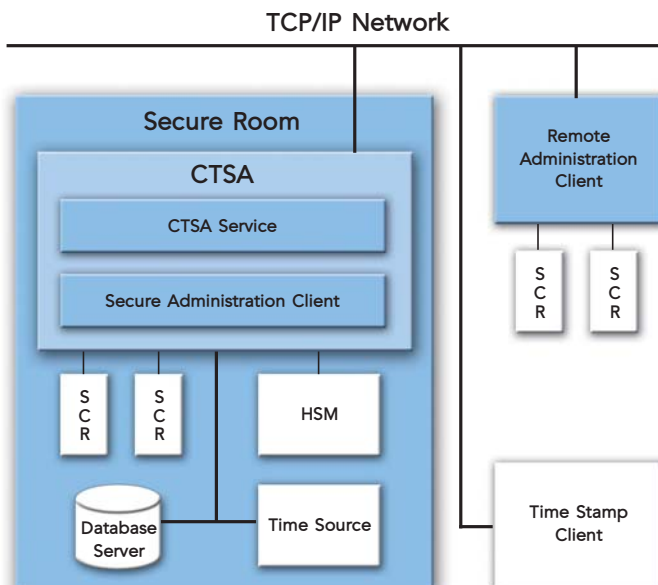 TCP/IP Network
Secure Room
CTSA
CTSA Service
Secure Administration Client
S
C
R
S
C
R
HSM
Database
Server
Time Source
Remote
Administration
Client
S
C
R
S
C
R
Time Stamp
Client